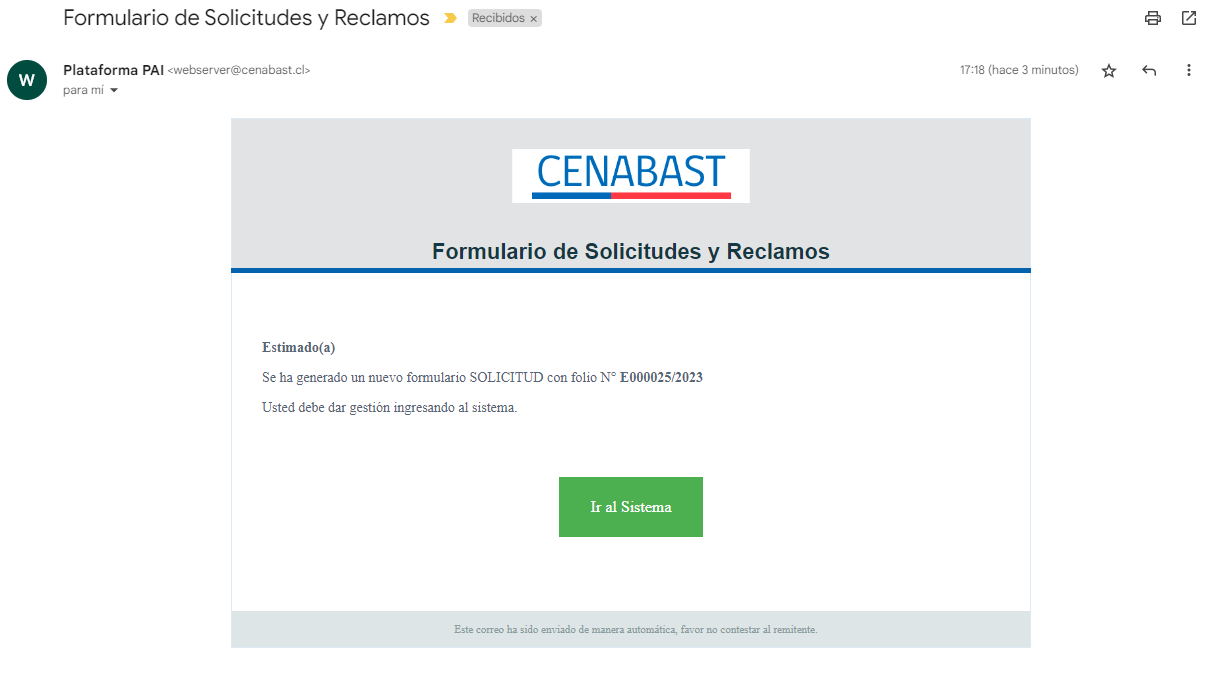 Formulario de Solicitudes y Reclamos
Recibidos ×
W
Plataforma PAI <webserver@cenabast.cl>
17:18 (hace 3 minutos)
para mí
CENABAST
Formulario de Solicitudes y Reclamos
Estimado(a)
Se ha generado un nuevo formulario SOLICITUD con folio N° E000025/2023
Usted debe dar gestión ingresando al sistema.
Ir al Sistema
Este correo ha sido enviado de manera automática, favor no contestar al remitente.